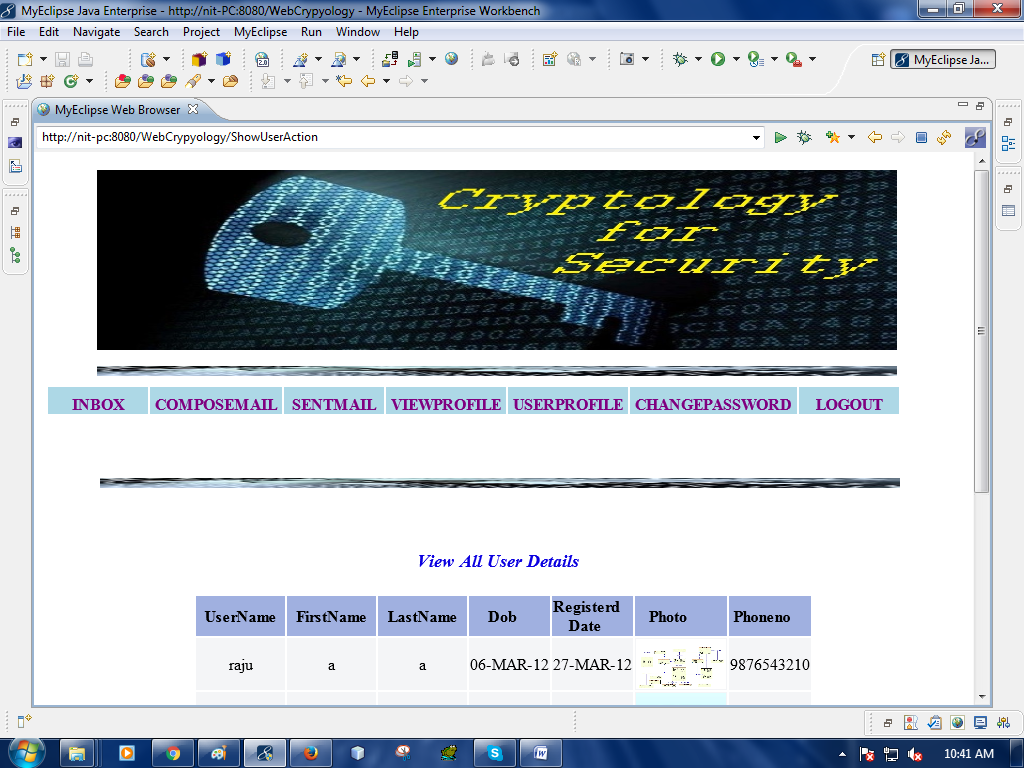 MyEclipse Java Enterprise - http://nit-PC:8080/WebCrypyology - MyEclipse Enterprise Workbench
File Edit Navigate Search Project MyEclipse Run Window Help
MyEclipse Ja...
MyEclipse Web Browser
http://nit-pc:8080/WebCrypyology/ShowUserAction
Cryptology
for
Security
INBOX COMPOSEMAIL SENTMAIL VIEWPROFILE USERPROFILE CHANGEPASSWORD LOGOUT
View All User Details
UserName FirstName LastName Dob Registerd Date Photo Phoneno
raju a a 06-MAR-12 27-MAR-12 9876543210
10:41 AM